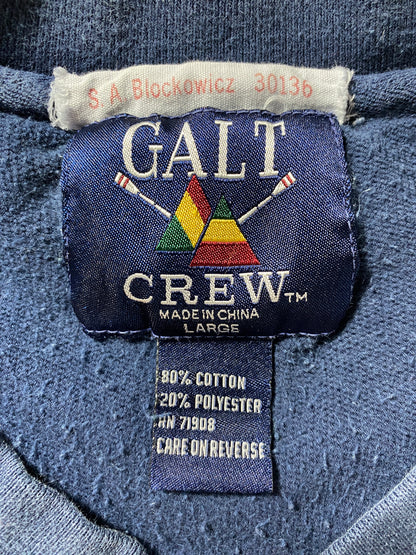 S. A. Blockowicz 30136
GALT
CREW™
MADE IN CHINA
LARGE
80% COTTON
20% POLYESTER
RN 71908
CARE ON REVERSE